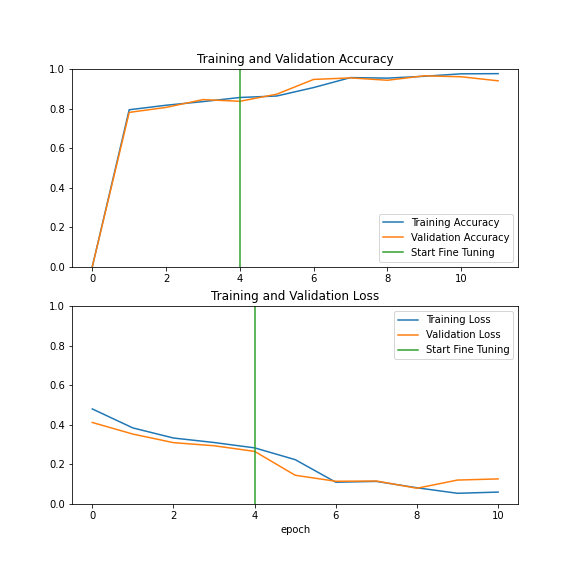 Training and Validation Accuracy
1.0
0.8
0.6
0.4
0.2
0.0
Training Accuracy
Validation Accuracy
Start Fine Tuning
0 2 4 6 8 10
Training and Validation Loss
1.0
0.8
0.6
0.4
0.2
0.0
Training Loss
Validation Loss
Start Fine Tuning
0 2 4 6 8 10
epoch